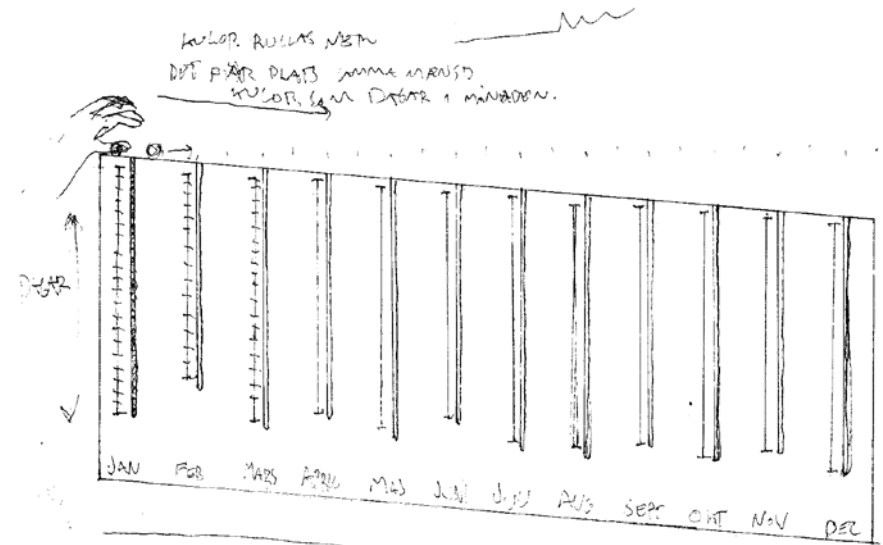 KULOR RULLAS NER
DET FÅR PLATS SAMMA MÄNGD
KULOR SOM DAGAR I MÅNADEN.
DAGAR
JAN FEB MARS APRIL MAJ JUNI JULI AUG SEPT OKT NOV DEC